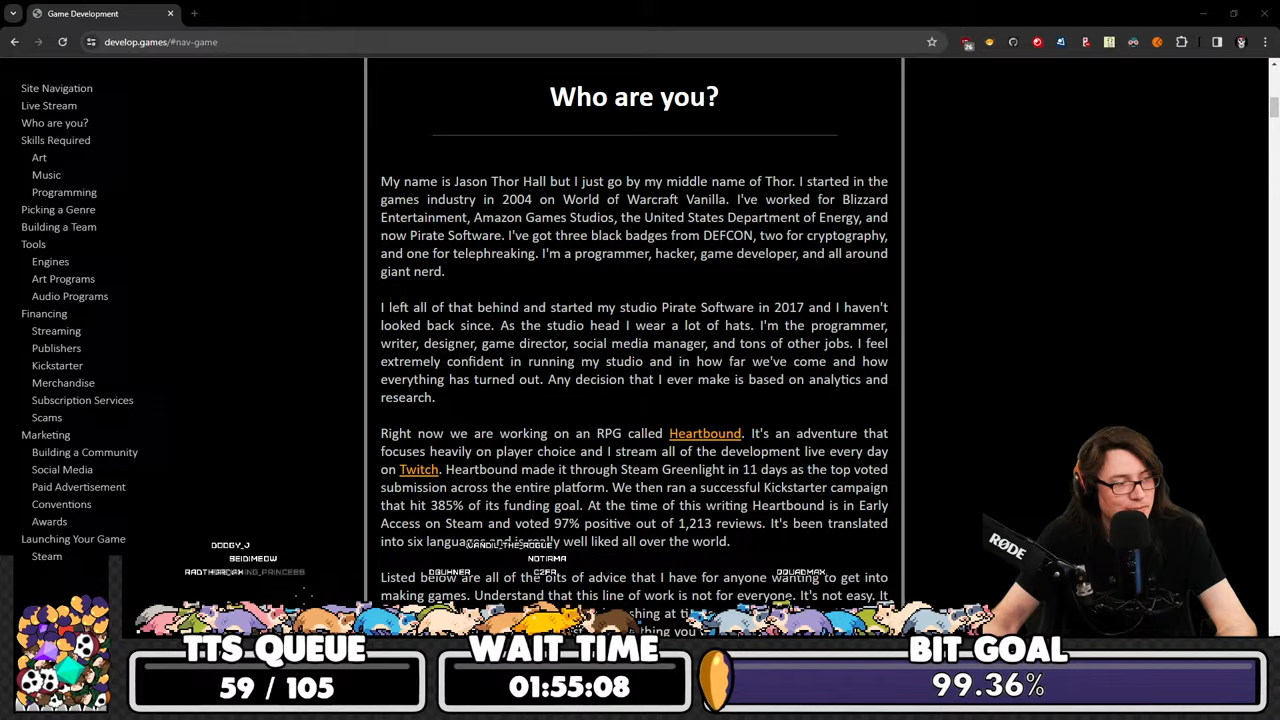 Game Development
develop.games/#nav-game
26
Site Navigation
Live Stream
Who are you?
Skills Required
Art
Music
Programming
Picking a Genre
Building a Team
Tools
Engines
Art Programs
Audio Programs
Financing
Streaming
Publishers
Kickstarter
Merchandise
Subscription Services
Scams
Marketing
Building a Community
Social Media
Paid Advertisement
Conventions
Awards
Launching Your Game
Steam
Who are you?
My name is Jason Thor Hall but I just go by my middle name of Thor. I started in the
games industry in 2004 on World of Warcraft Vanilla. I've worked for Blizzard
Entertainment, Amazon Games Studios, the United States Department of Energy, and
now Pirate Software. I've got three black badges from DEFCON, two for cryptography,
and one for telephreaking. I'm a programmer, hacker, game developer, and all around
giant nerd.
I left all of that behind and started my studio Pirate Software in 2017 and I haven't
looked back since. As the studio head I wear a lot of hats. I'm the programmer,
writer, designer, game director, social media manager, and tons of other jobs. I feel
extremely confident in running my studio and in how far we've come and how
everything has turned out. Any decision that I ever make is based on analytics and
research.
Right now we are working on an RPG called Heartbound. It's an adventure that
focuses heavily on player choice and I stream all of the development live every day
on Twitch. Heartbound made it through Steam Greenlight in 11 days as the top voted
submission across the entire platform. We then ran a successful Kickstarter campaign
that hit 385% of its funding goal. At the time of this writing Heartbound is in Early
Access on Steam and voted 97% positive out of 1,213 reviews. It's been translated
into six languages and is really well liked all over the world.
Listed below are all of the bits of advice that I have for anyone wanting to get into
making games. Understand that this line of work is not for everyone. It's not easy. It
DODGY_J
BEIDIMEOW
NOTIRMA
DGUHNER
CZFR
DQUADMAX
RØDE
TTS QUEUE
59 / 105
WAIT TIME
01:55:08
BIT GOAL
99.36%